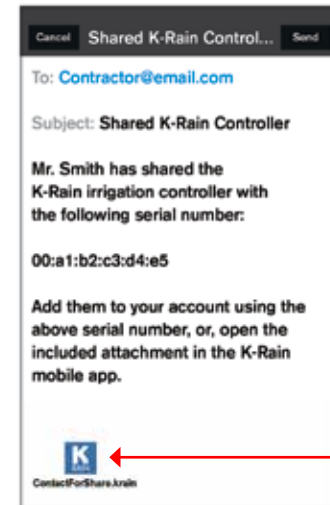 Cancel Shared K-Rain Control... Send
To: Contractor@email.com
Subject: Shared K-Rain Controller
Mr. Smith has shared the
K-Rain irrigation controller with
the following serial number:
00:a1:b2:c3:d4:e5
Add them to your account using the
above serial number, or, open the
included attachment in the K-Rain
mobile app.
K
RAIN
ContactForShare.krain